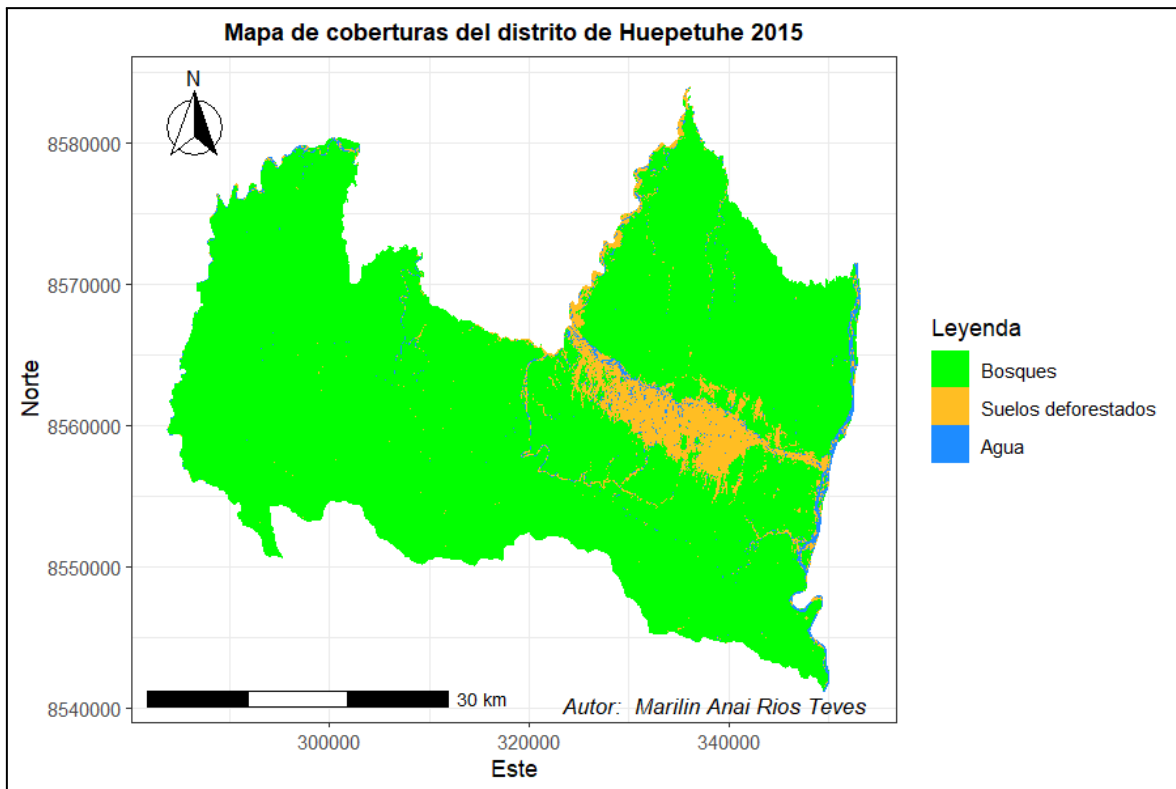 Mapa de coberturas del distrito de Huepetuhe 2015
N
8580000
8570000
8560000
8550000
8540000
Norte
30 km
Autor:  Marilin Anai Rios Teves
300000
320000
340000
Este
Leyenda
Bosques
Suelos deforestados
Agua